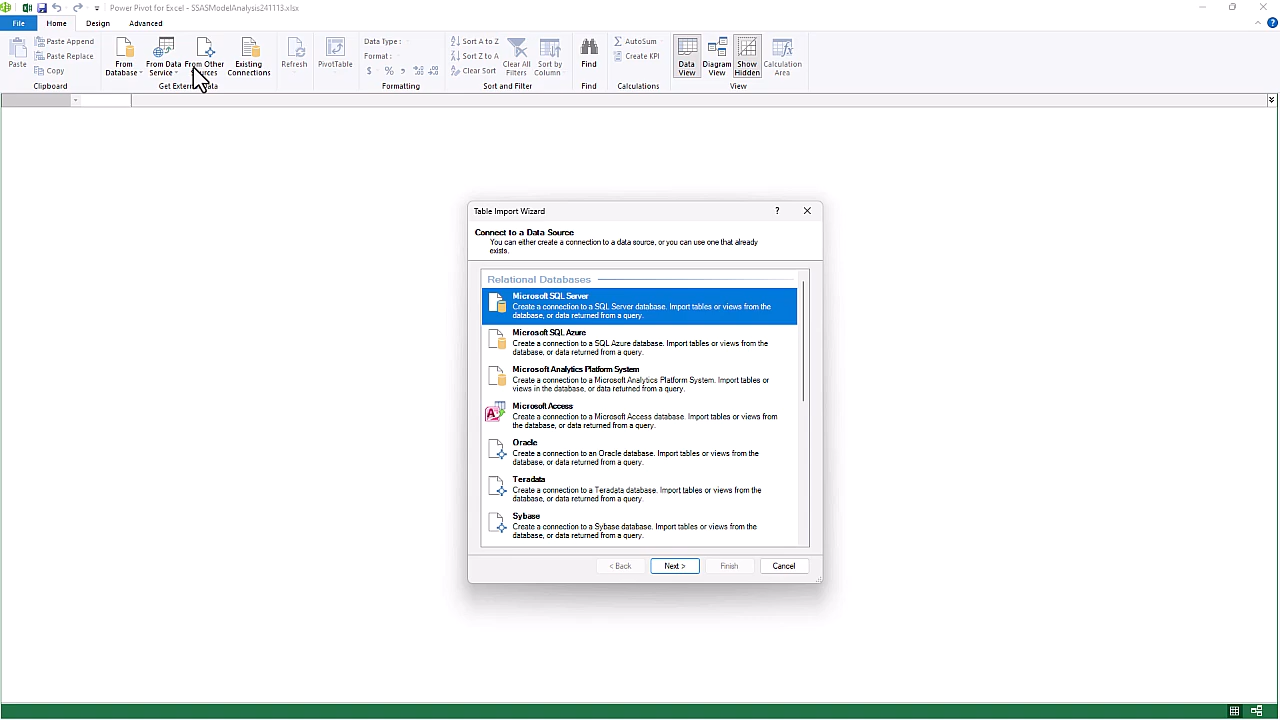 Power Pivot for Excel - SSASModelAnalysis241113.xlsx
File Home Design Advanced
Paste
Paste Append
Paste Replace
Copy
Clipboard
From Database
From Data Service
From Other
Existing Connections
Get External Data
Refresh
PivotTable
Data Type :
Format :
$ % , .00
Formatting
Sort A to Z
Sort Z to A
Clear Sort
Clear All Filters
Sort by Column
Sort and Filter
Find
Find
AutoSum
Create KPI
Calculations
Data View
Diagram View
Show Hidden
Calculation Area
View
Table Import Wizard
Connect to a Data Source
You can either create a connection to a data source, or you can use one that already
exists.
Relational Databases
Microsoft SQL Server
Create a connection to a SQL Server database. Import tables or views from the
database, or data returned from a query.
Microsoft SQL Azure
Create a connection to a SQL Azure database. Import tables or views from the
database, or data returned from a query.
Microsoft Analytics Platform System
Create a connection to a Microsoft Analytics Platform System. Import tables or
views in the database, or data returned from a query.
Microsoft Access
Create a connection to a Microsoft Access database. Import tables or views from
the database, or data returned from a query.
Oracle
Create a connection to an Oracle database. Import tables or views from the
database, or data returned from a query.
Teradata
Create a connection to a Teradata database. Import tables or views from the
database, or data returned from a query.
Sybase
Create a connection to a Sybase database. Import tables or views from the
database, or data returned from a query.
< Back Next > Finish Cancel